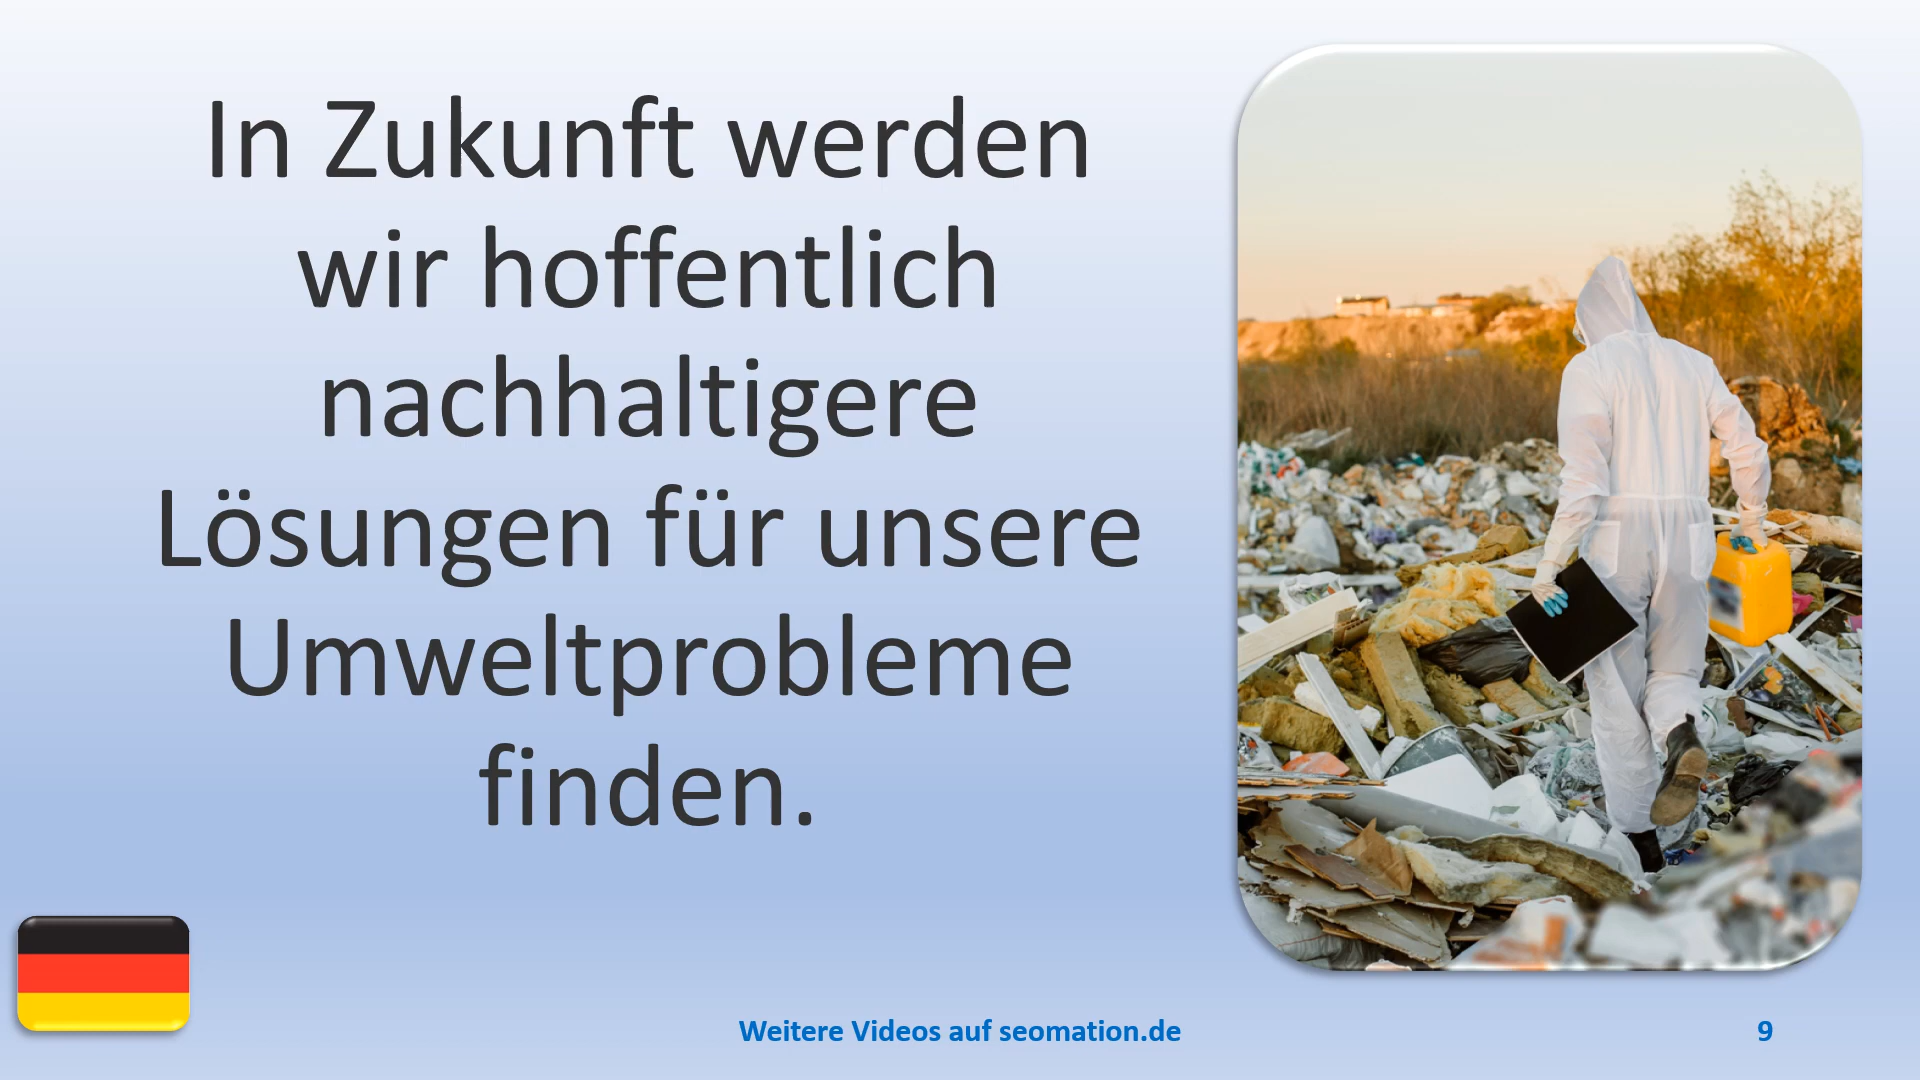 In Zukunft werden
wir hoffentlich
nachhaltigere
Lösungen für unsere
Umweltprobleme
finden.
Weitere Videos auf seomation.de
9